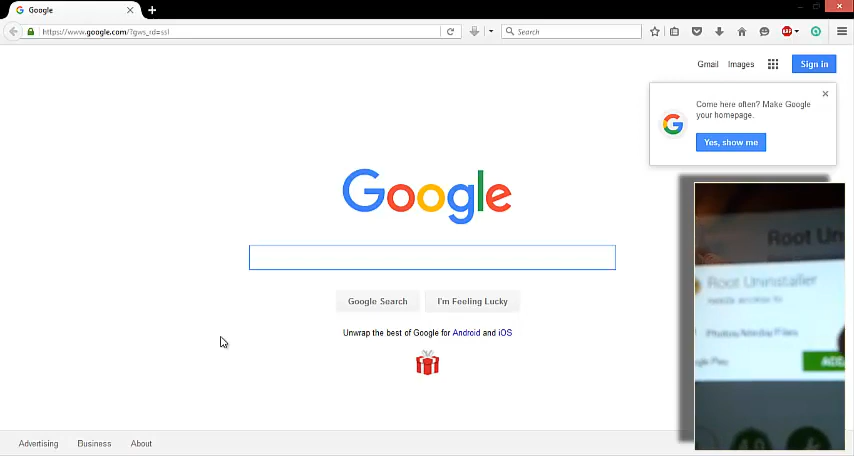 Google
https://www.google.com/?gws_rd=ssl
Search
Gmail
Images
Sign in
Come here often? Make Google
your homepage.
Yes, show me
Google
Google Search
I'm Feeling Lucky
Unwrap the best of Google for Android and iOS
Root Un
Root Uninstaller
needs access to
Photos/Media/Files
Advertising
Business
About